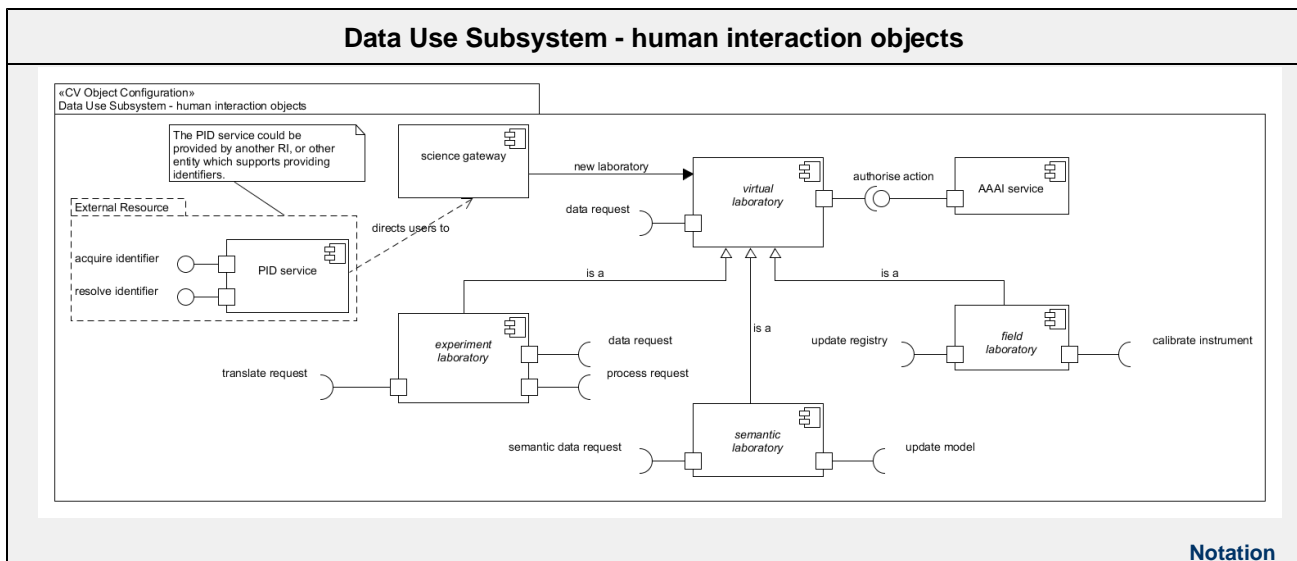 Data Use Subsystem - human interaction objects
«CV Object Configuration»
Data Use Subsystem - human interaction objects
The PID service could be
provided by another RI, or other
entity which supports providing
identifiers.
science gateway
new laboratory
virtual
laboratory
authorise action
AAAI service
data request
External Resource
directs users to
acquire identifier
PID service
resolve identifier
is a
is a
is a
experiment
laboratory
data request
process request
translate request
update registry
field
laboratory
calibrate instrument
semantic data request
semantic
laboratory
update model
Notation